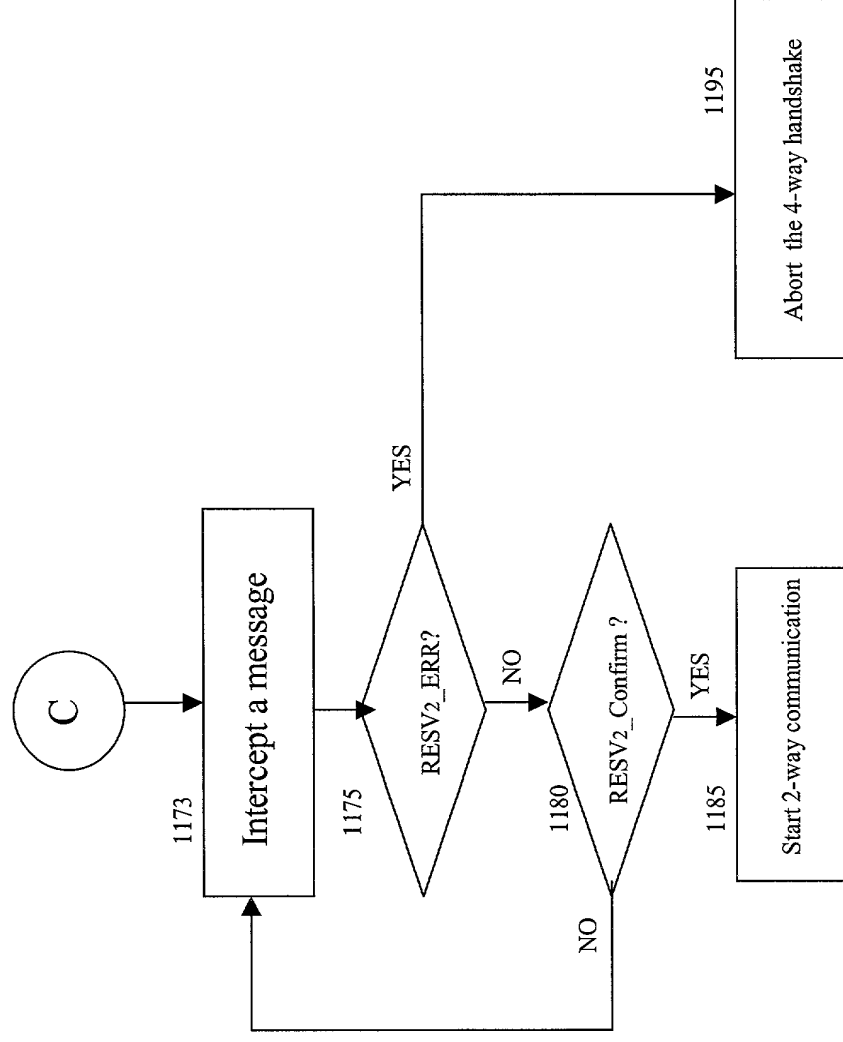 C
1173
Intercept a message
1175
RESV2_ERR?
YES
NO
1180
RESV2_Confirm ?
NO
YES
1185
Start 2-way communication
1195
Abort the 4-way handshake